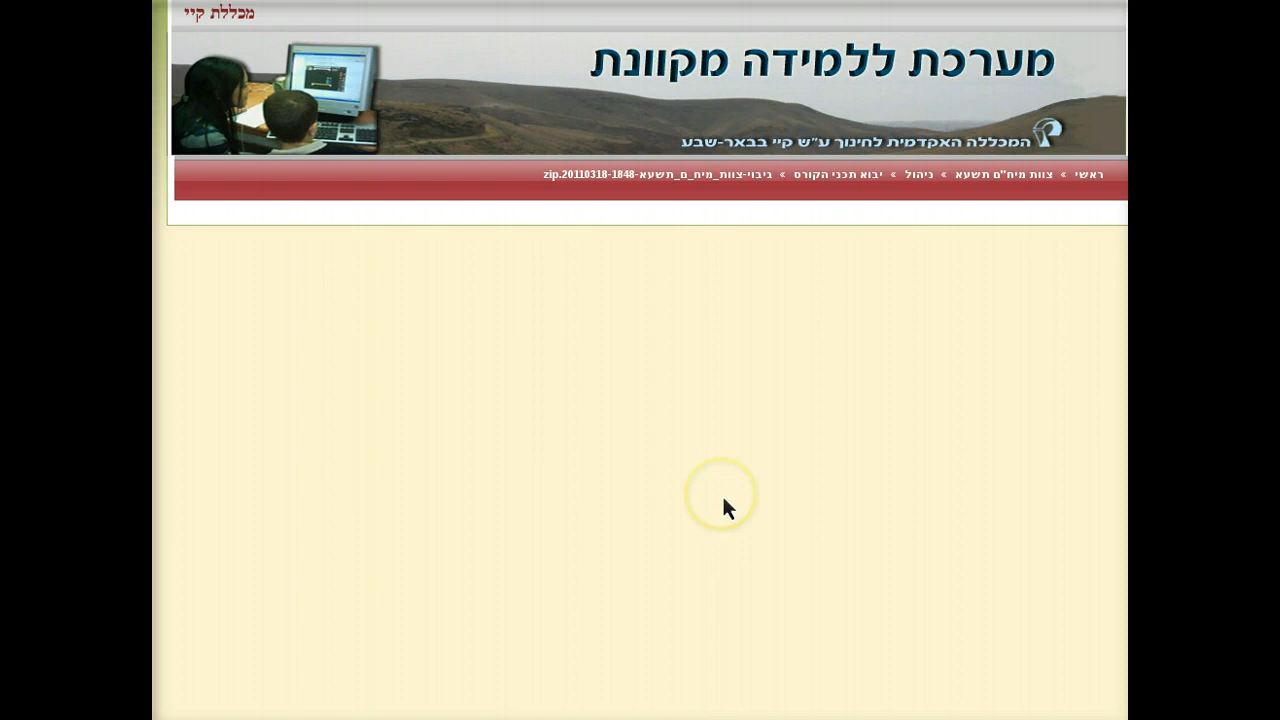 מכללת קיי
מערכת ללמידה מקוונת
המכללה האקדמית לחינוך ע"ש קיי בבאר-שבע
ראשי » צוות מיח"ם תשעא » ניהול » יבוא תכני הקורס » גיבוי-צוות_מיח_ם_תשעא-20110318-1848.zip